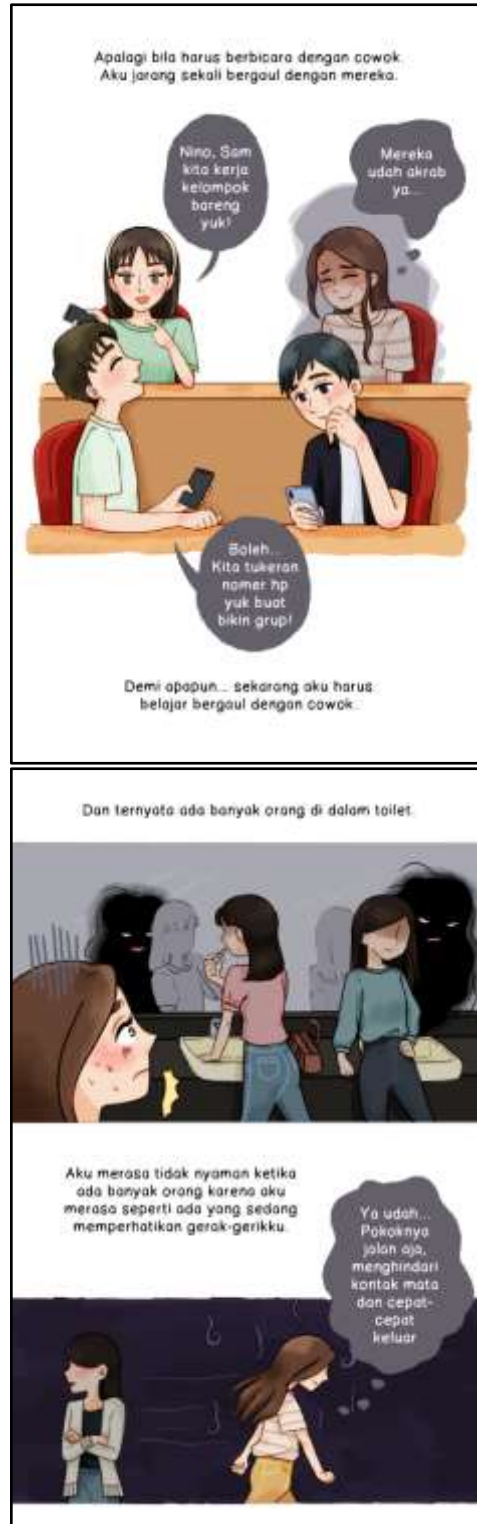 Apalagi bila harus berbicara dengan cowok.
Aku jarang sekali bergaul dengan mereka.
Nino, Sam
kita kerja
kelompok
bareng
yuk!
Mereka
udah akrab
ya...
Boleh...
Kita tukeran
nomer hp
yuk buat
bikin grup!
Demi apapun... sekarang aku harus
belajar bergaul dengan cowok.
Dan ternyata ada banyak orang di dalam toilet.
Aku merasa tidak nyaman ketika
ada banyak orang karena aku
merasa seperti ada yang sedang
memperhatikan gerak-gerikku.
Ya udah...
Pokoknya
jalan aja,
menghindari
kontak mata
dan cepat-
cepat
keluar